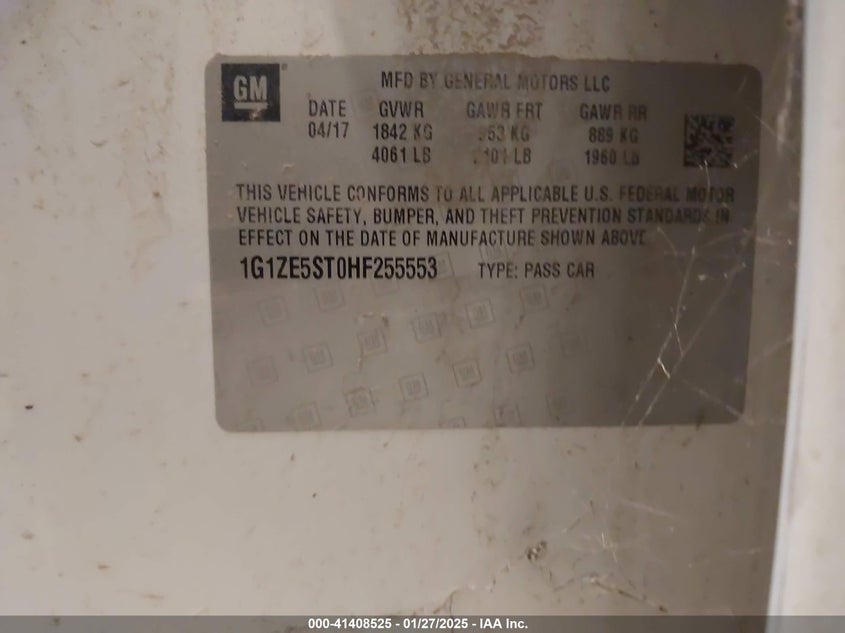 GM
MFD BY GENERAL MOTORS LLC
DATE GVWR GAWR FRT GAWR RR
04/17 1842 KG 953 KG 889 KG
4061 LB LB 1960 LB
THIS VEHICLE CONFORMS TO ALL APPLICABLE U.S. FEDERAL MOTOR
VEHICLE SAFETY, BUMPER, AND THEFT PREVENTION STANDARDS IN
EFFECT ON THE DATE OF MANUFACTURE SHOWN ABOVE
1G1ZE5ST0HF255553 TYPE: PASS CAR
000-41408525 - 01/27/2025 - IAA Inc.